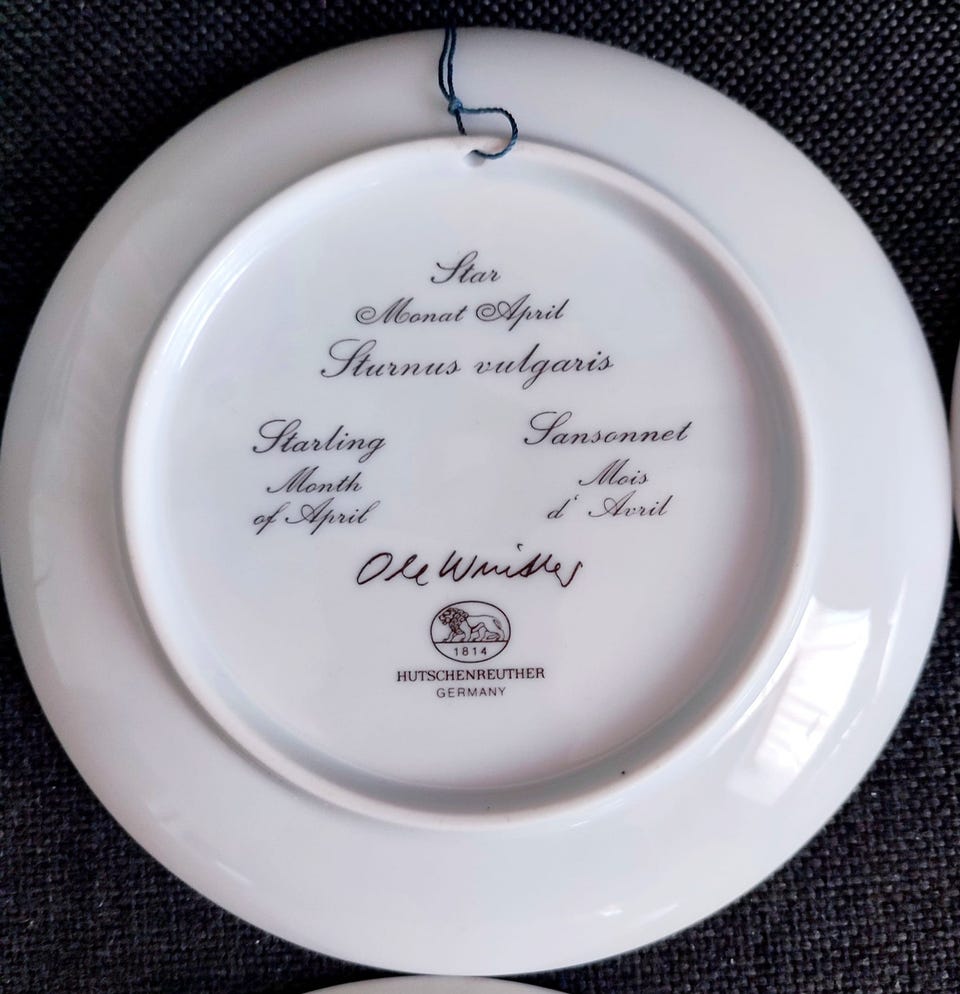 Star
Monat April
Sturnus vulgaris
Starling
Month
of April
Sansonnet
Mois
d' Avril
Ole Winther
1814
HUTSCHENREUTHER
GERMANY